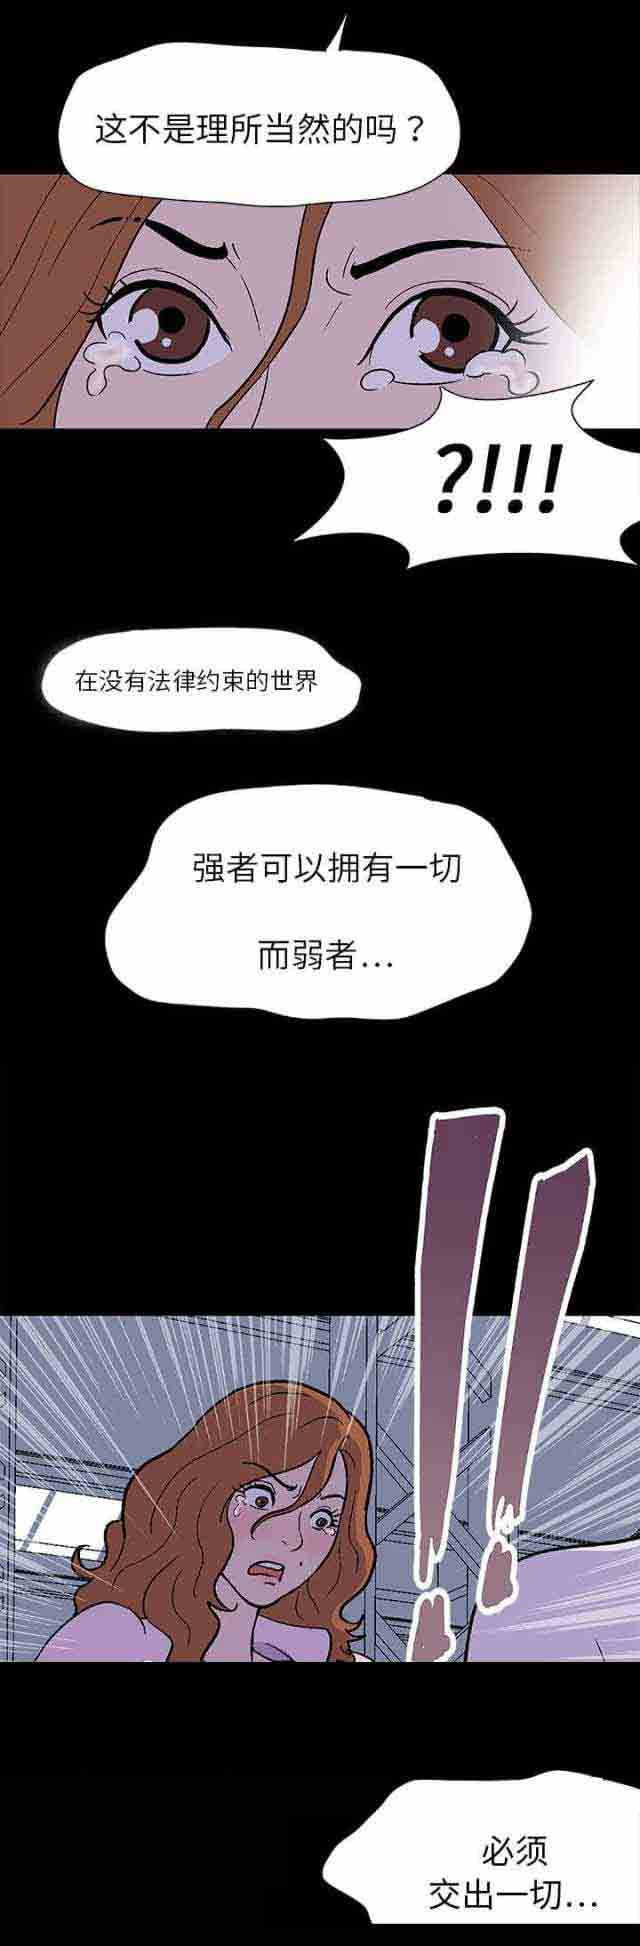 这不是理所当然的吗？
?!!!
在没有法律约束的世界
强者可以拥有一切
而弱者...
!!
必须
交出一切...